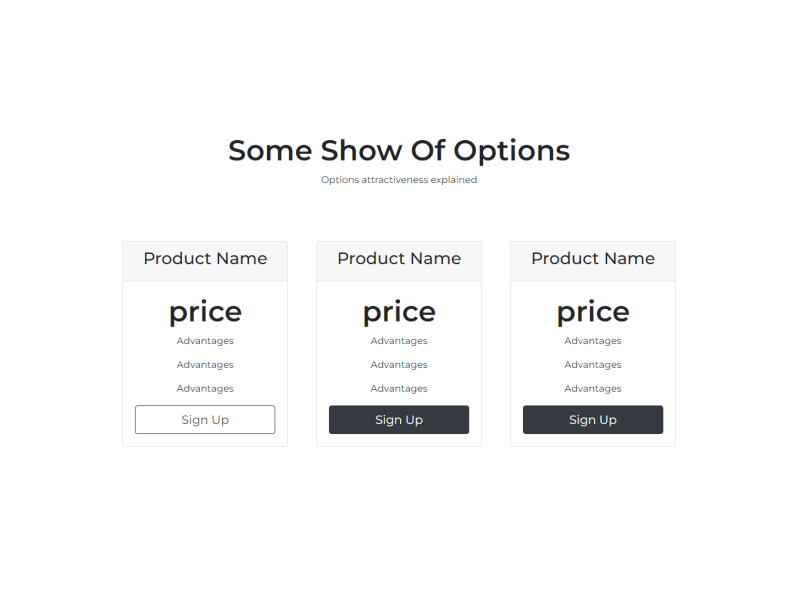 Some Show Of Options
Options attractiveness explained
Product Name
price
Advantages
Advantages
Advantages
Sign Up
Product Name
price
Advantages
Advantages
Advantages
Sign Up
Product Name
price
Advantages
Advantages
Advantages
Sign Up